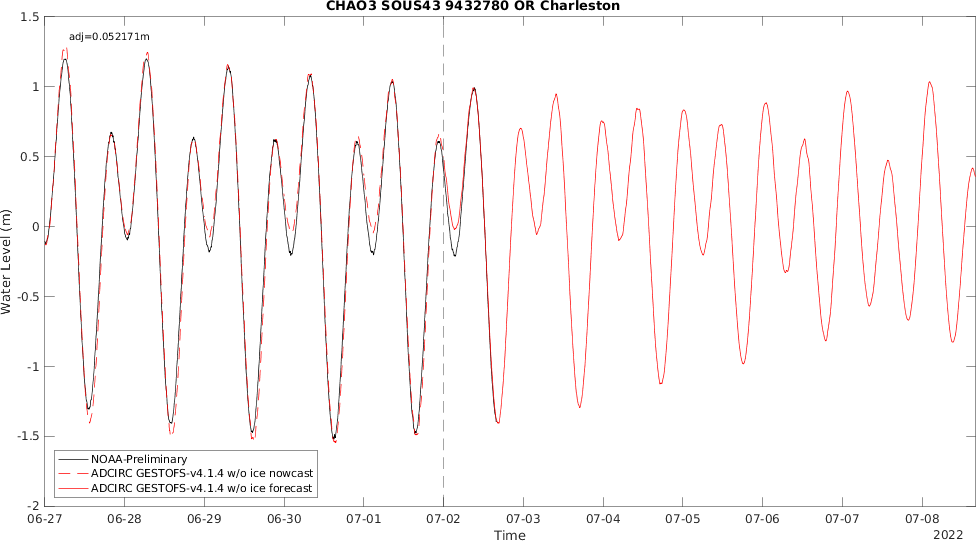 CHAO3 SOUS43 9432780 OR Charleston
adj=0.052171m
1.5
1
0.5
0
-0.5
-1
-1.5
-2
Water Level (m)
NOAA-Preliminary
ADCIRC GESTOFS-v4.1.4 w/o ice nowcast
ADCIRC GESTOFS-v4.1.4 w/o ice forecast
06-27 06-28 06-29 06-30 07-01 07-02 07-03 07-04 07-05 07-06 07-07 07-08
Time
2022